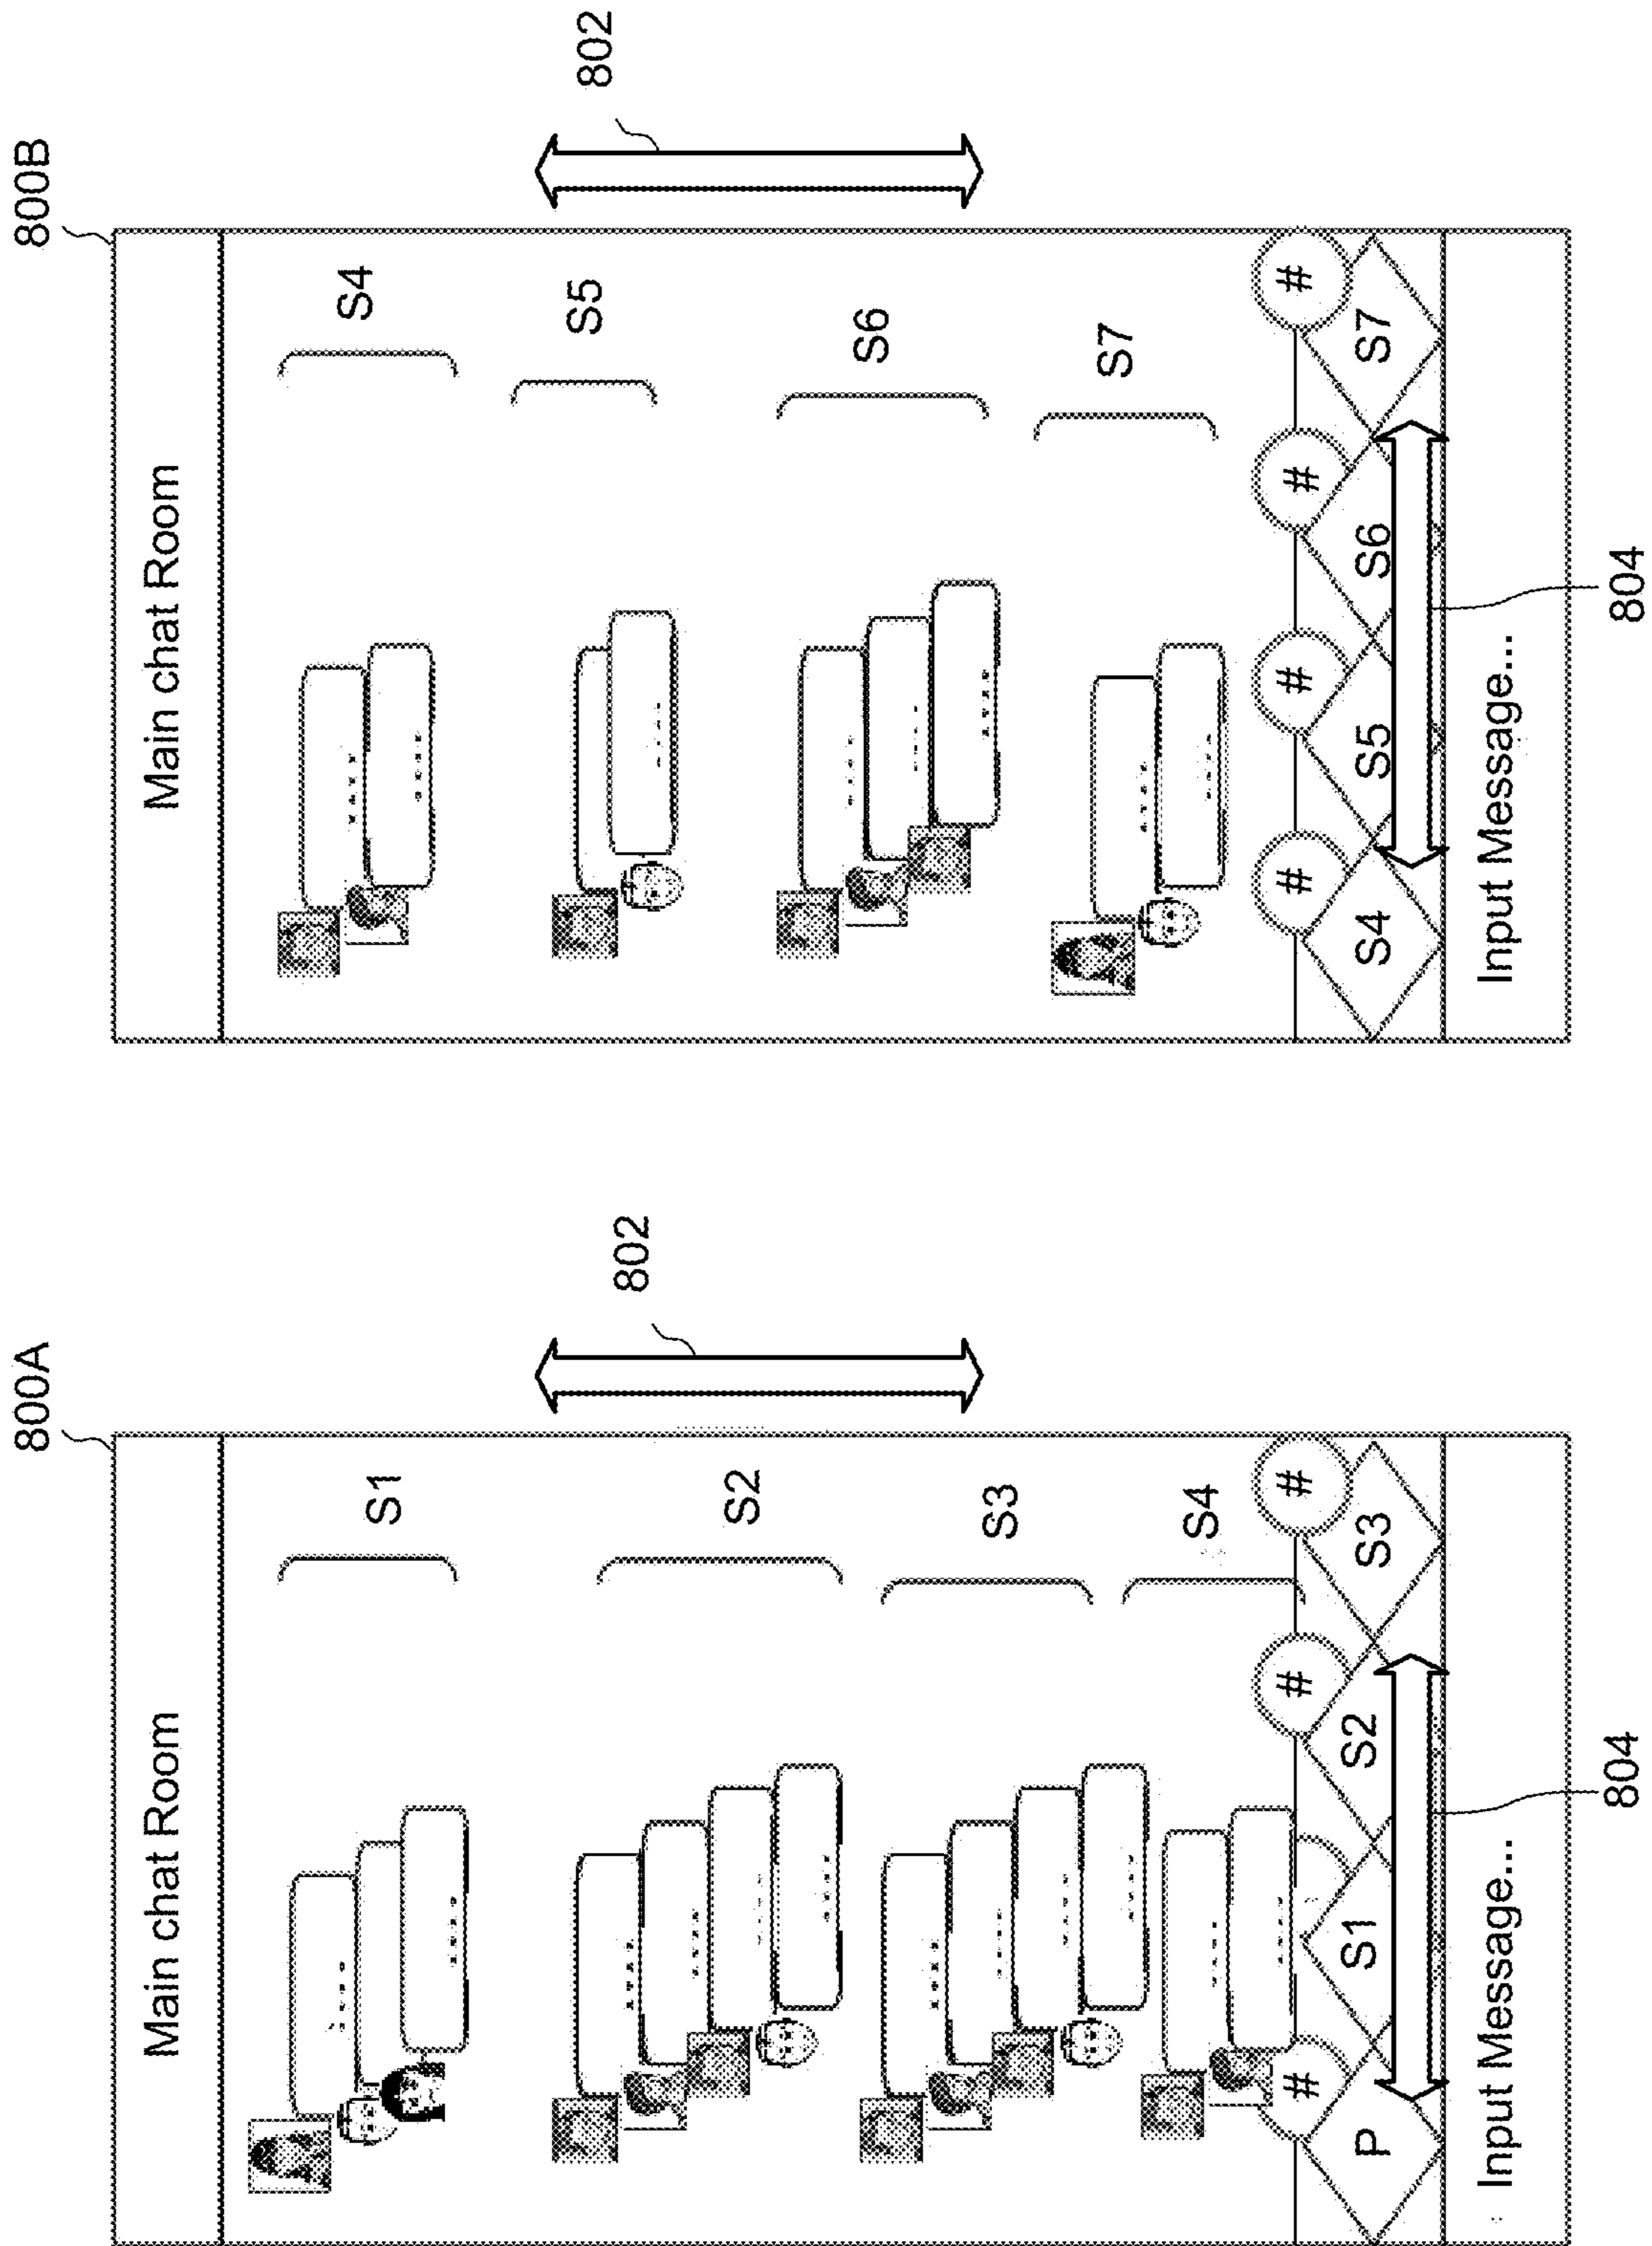 800A
Main chat Room
S1
802
S2
S3
S4
# # #
P S1 S2 S3
Input Message...
804
800B
Main chat Room
S4
802
S5
S6
S7
# # # #
S4 S5 S6 S7
Input Message...
804